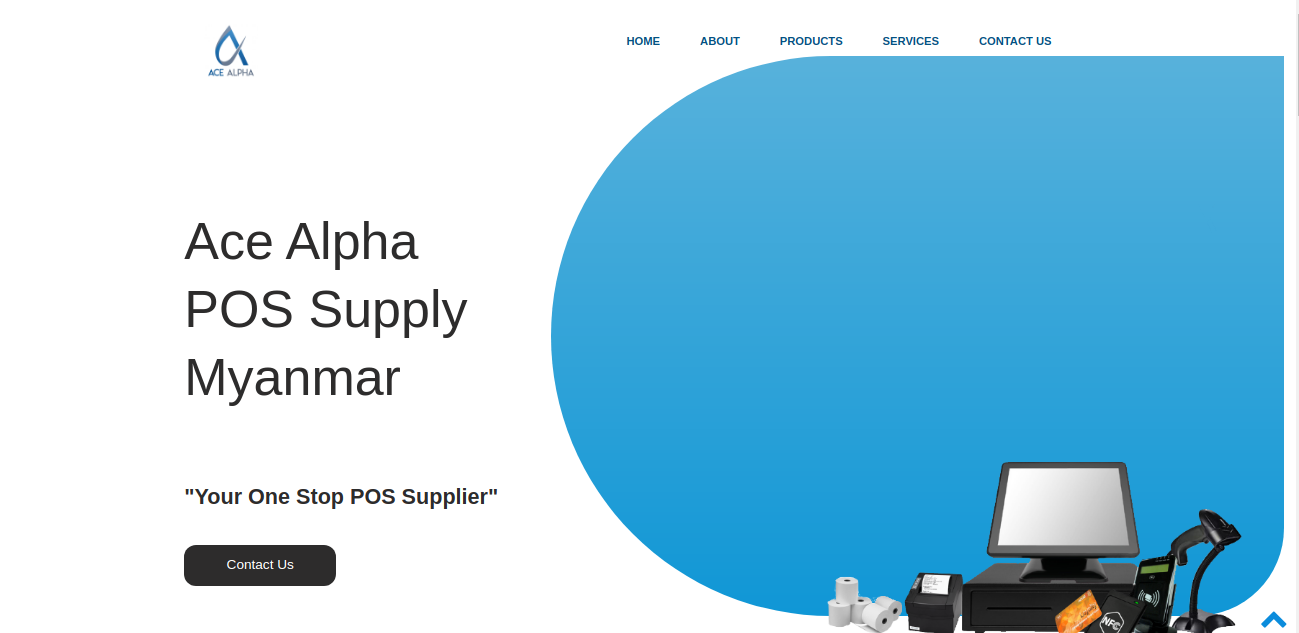 ACE ALPHA
HOME ABOUT PRODUCTS SERVICES CONTACT US
Ace Alpha
POS Supply
Myanmar
"Your One Stop POS Supplier"
Contact Us
NFC